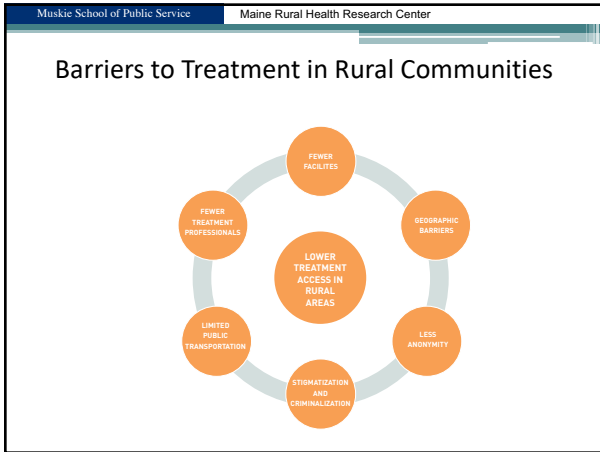 Muskie School of Public Service
Maine Rural Health Research Center
Barriers to Treatment in Rural Communities
FEWER
FACILITES
GEOGRAPHIC
BARRIERS
LESS
ANONYMITY
STIGMATIZATION
AND
CRIMINALIZATION
LIMITED
PUBLIC
TRANSPORTATION
FEWER
TREATMENT
PROFESSIONALS
LOWER
TREATMENT
ACCESS IN
RURAL
AREAS